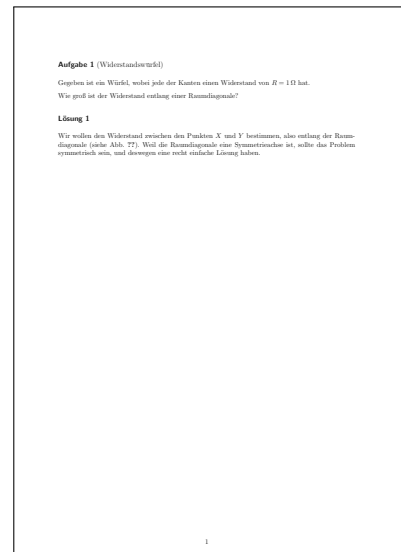 Aufgabe 1 (Widerstandswürfel)
Gegeben ist ein Würfel, wobei jede der Kanten einen Widerstand von R = 1 Ω hat.
Wie groß ist der Widerstand entlang einer Raumdiagonale?
Lösung 1
Wir wollen den Widerstand zwischen den Punkten X und Y bestimmen, also entlang der Raum-
diagonale (siehe Abb. ??). Weil die Raumdiagonale eine Symmetrieachse ist, sollte das Problem
symmetrisch sein, und deswegen eine recht einfache Lösung haben.
1